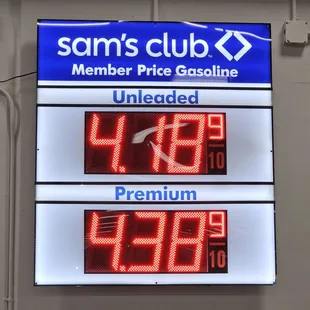 sam's club
Member Price Gasoline
Unleaded
4.18 9/10
Premium
4.38 9/10